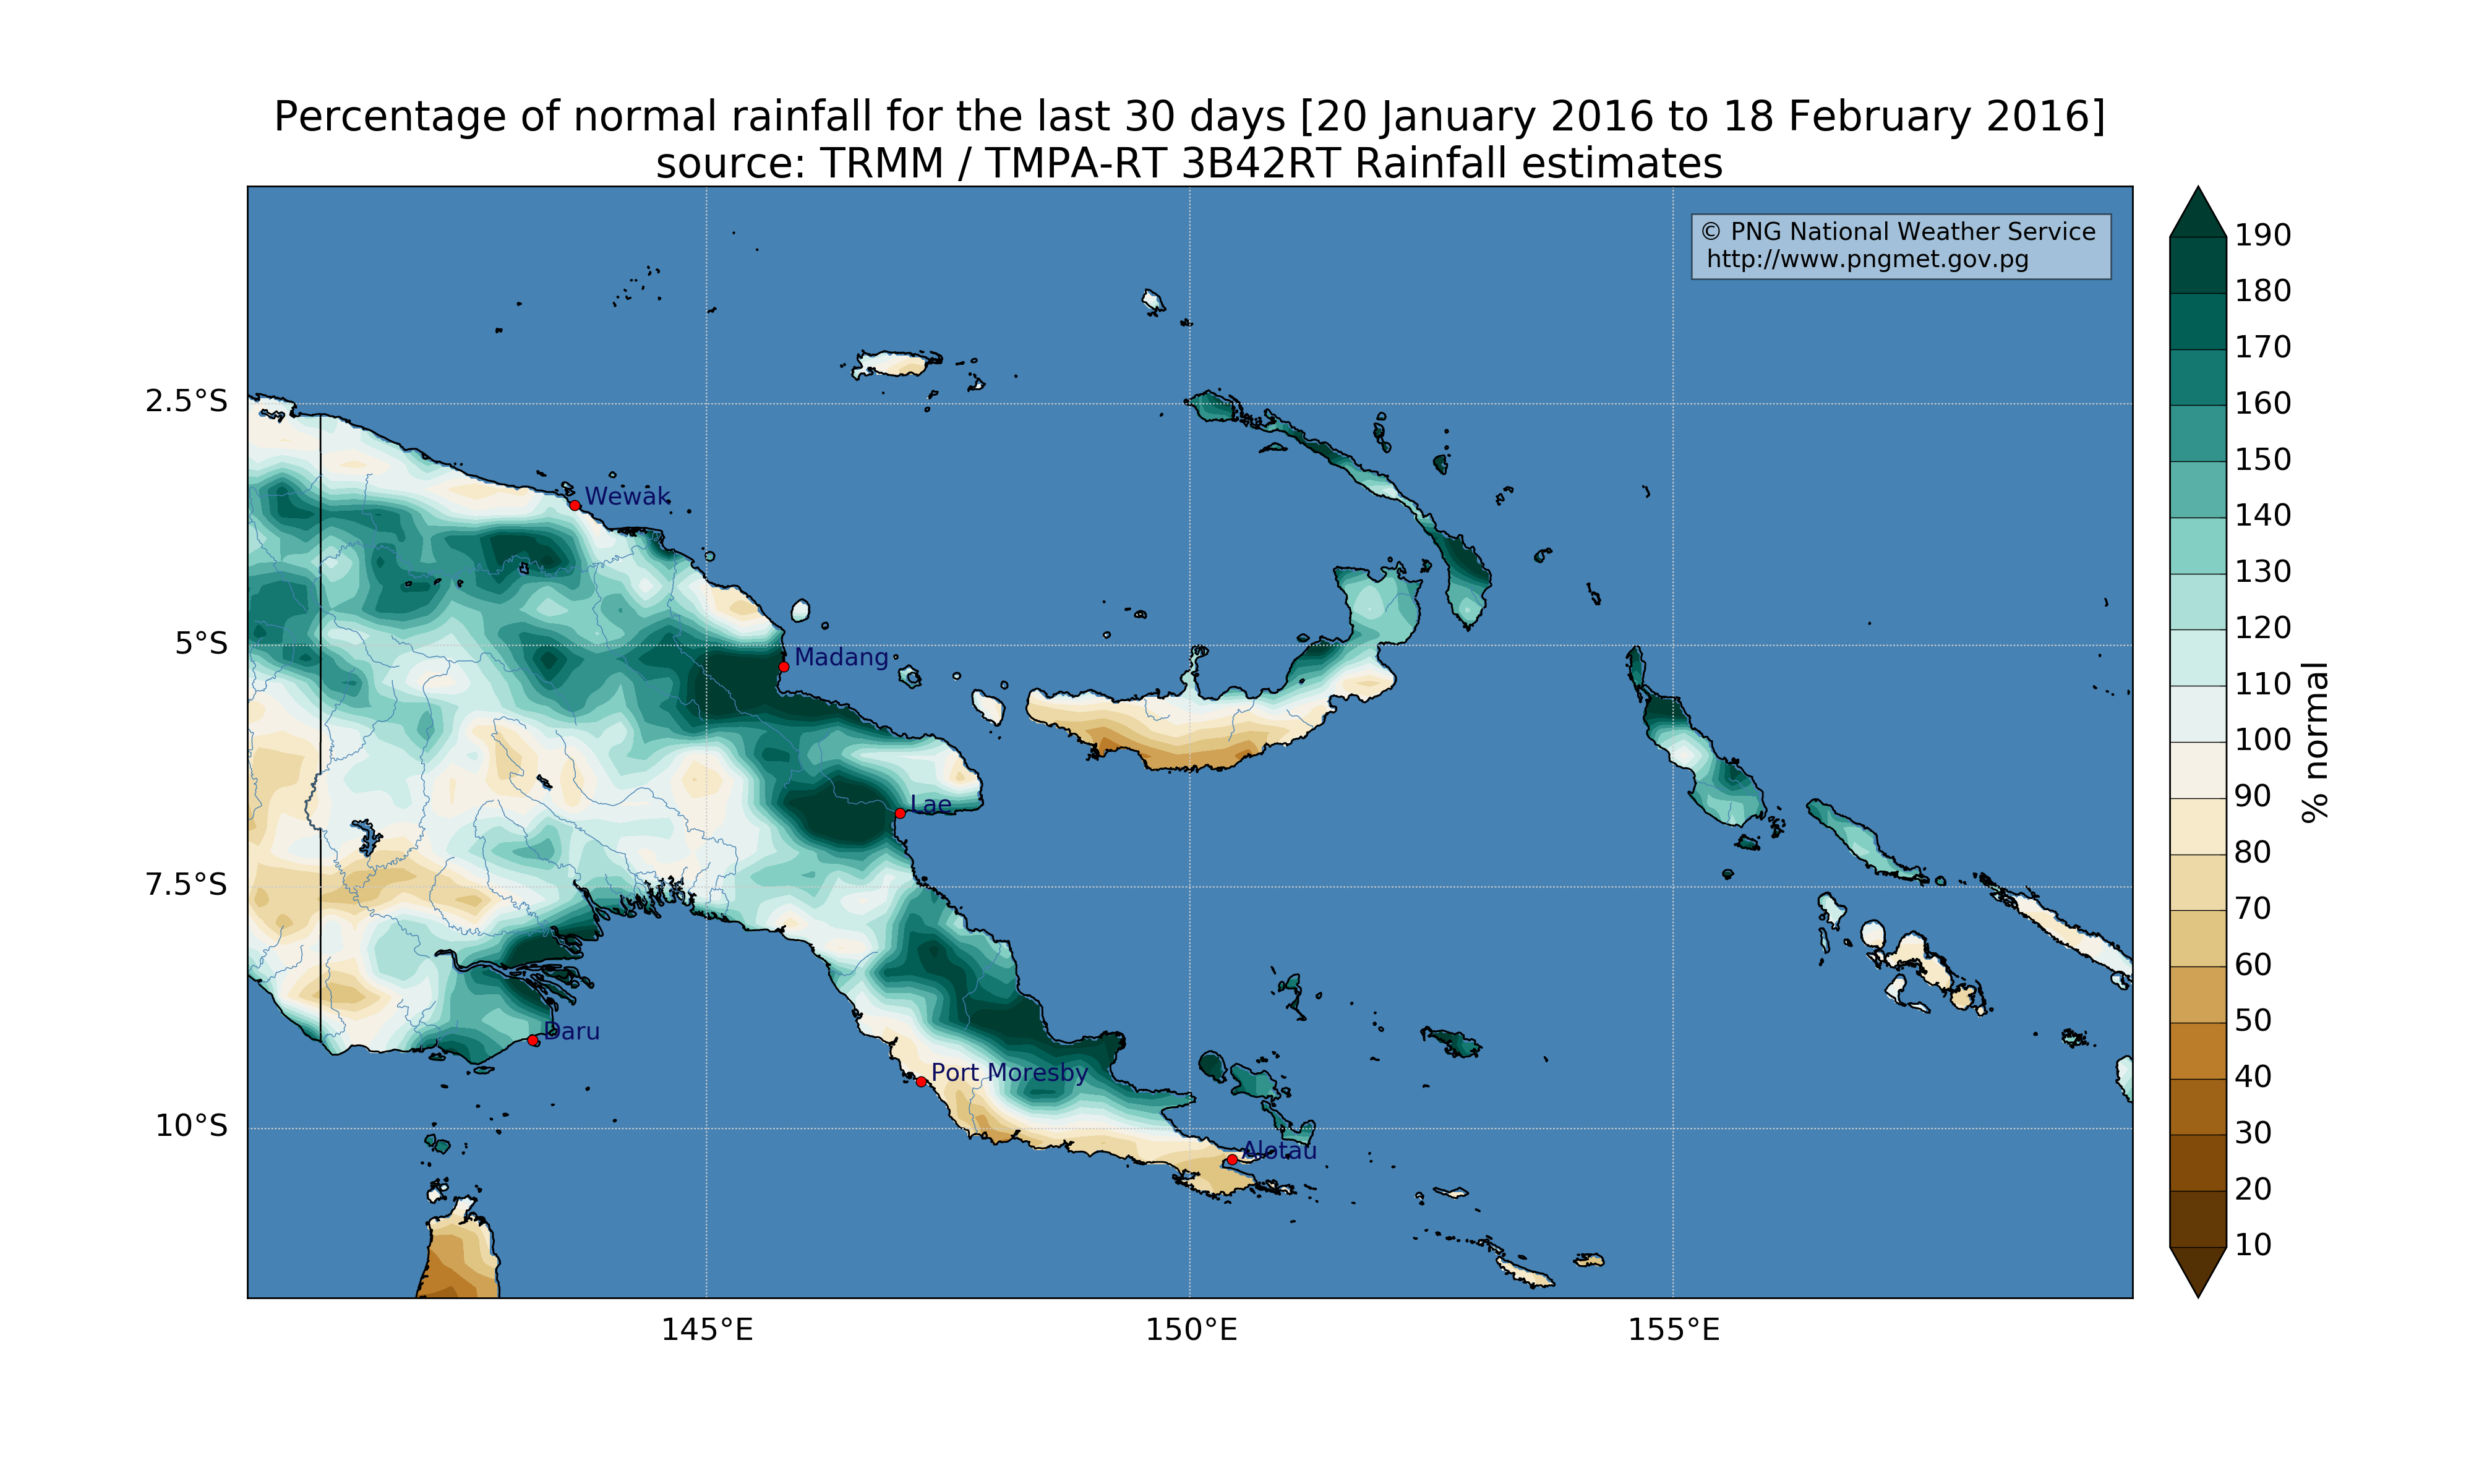 Percentage of normal rainfall for the last 30 days [20 January 2016 to 18 February 2016]
source: TRMM / TMPA-RT 3B42RT Rainfall estimates
© PNG National Weather Service
http://www.pngmet.gov.pg
2.5°S
5°S
7.5°S
10°S
145°E
150°E
155°E
Wewak
Madang
Lae
Daru
Port Moresby
Alotau
190
180
170
160
150
140
130
120
110
100
90
80
70
60
50
40
30
20
10
% normal